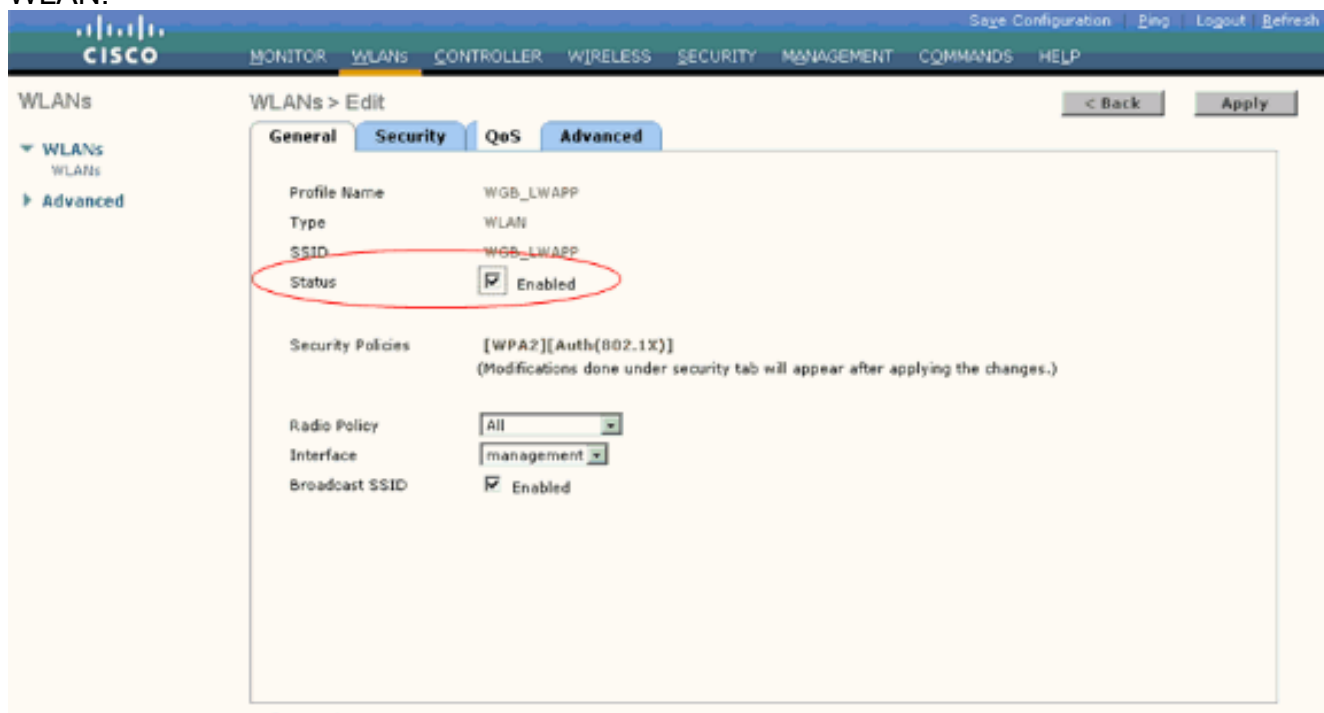 WLAN.
Save Configuration Ping Logout Refresh
CISCO
MONITOR WLANs CONTROLLER WIRELESS SECURITY MANAGEMENT COMMANDS HELP
WLANs
WLANs > Edit
< Back Apply
General Security QoS Advanced
WLANs
WLANs
Advanced
Profile Name WGB_LWAPP
Type WLAN
SSID WGB_LWAPP
Status Enabled
Security Policies [WPA2][Auth(802.1X)]
(Modifications done under security tab will appear after applying the changes.)
Radio Policy All
Interface management
Broadcast SSID Enabled